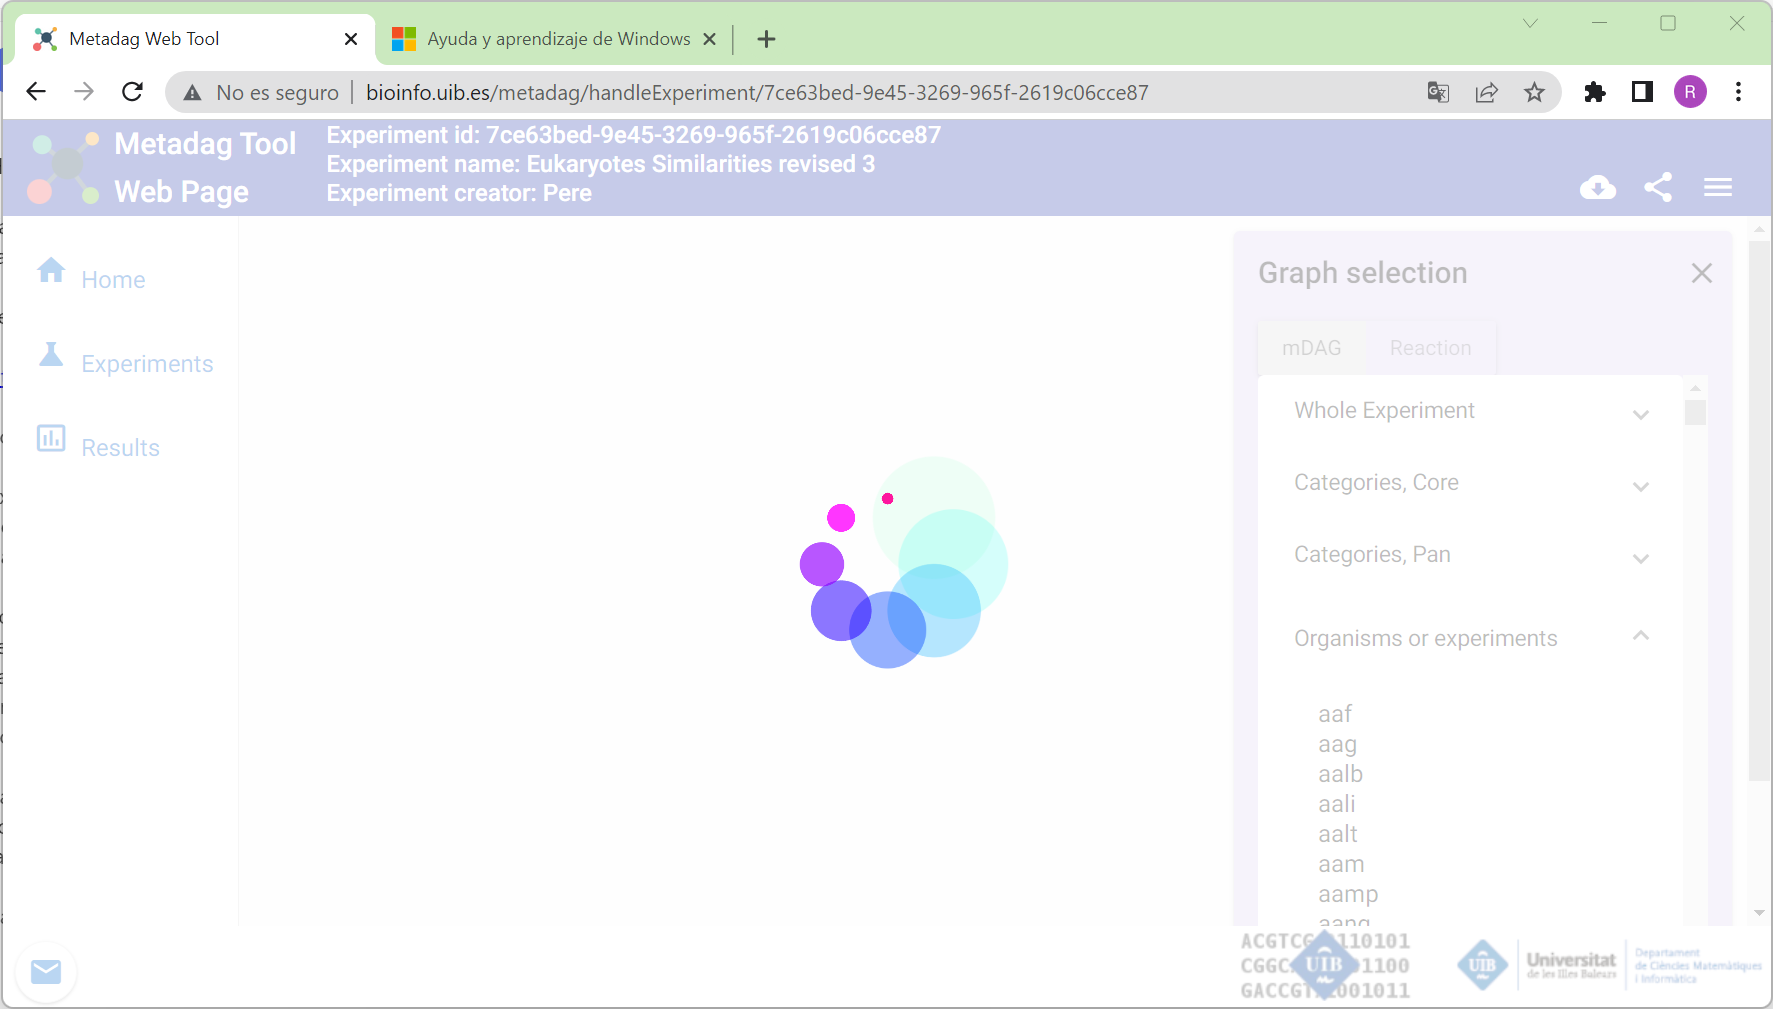 Metadag Web Tool
Ayuda y aprendizaje de Windows
No es seguro
bioinfo.uib.es/metadag/handleExperiment/7ce63bed-9e45-3269-965f-2619c06cce87
R
Metadag Tool
Web Page
Experiment id: 7ce63bed-9e45-3269-965f-2619c06cce87
Experiment name: Eukaryotes Similarities revised 3
Experiment creator: Pere
Home
Experiments
Results
Graph selection
mDAG
Reaction
Whole Experiment
Categories, Core
Categories, Pan
Organisms or experiments
aaf
aag
aalb
aali
aalt
aam
aamp
aang
ACGTCG 110101
CGGC 1100
GACCGT 001011
UIB
UIB
Universitat
de les Illes Balears
Departament
de Ciències Matemàtiques
i Informàtica